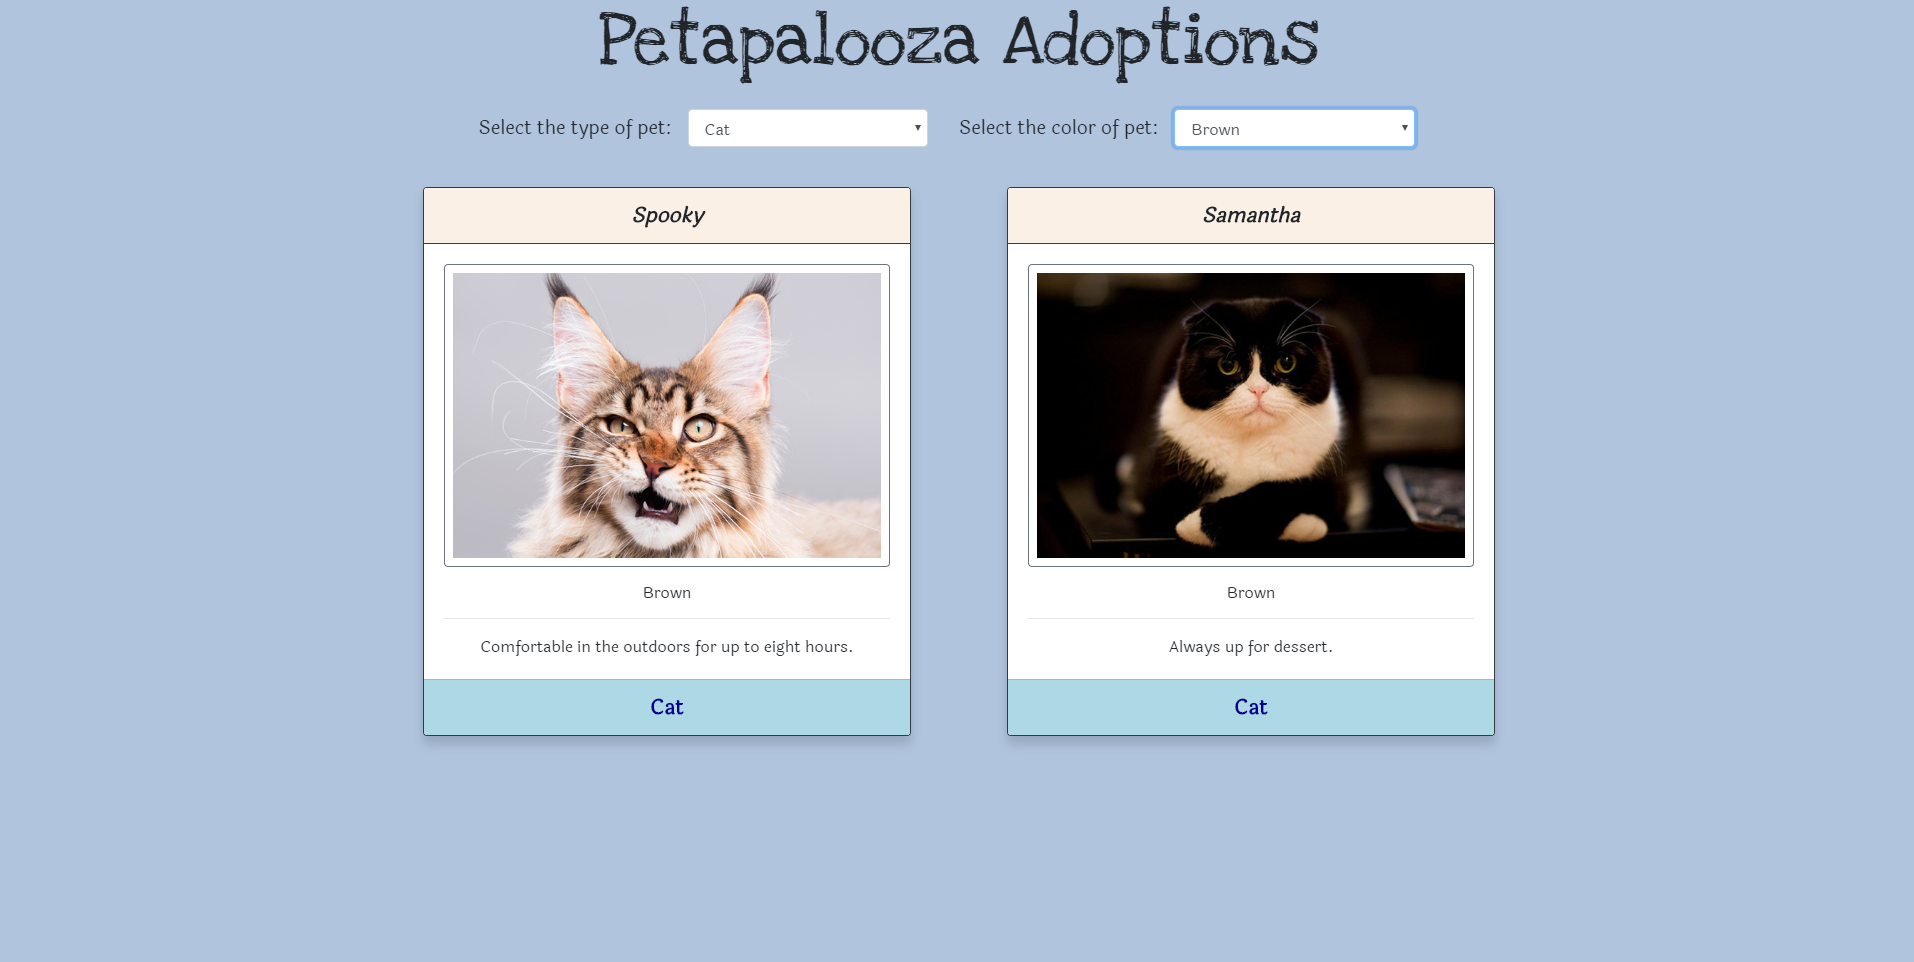 Petapalooza Adoptions
Select the type of pet: Cat Select the color of pet: Brown
Spooky
Brown
Comfortable in the outdoors for up to eight hours.
Cat
Samantha
Brown
Always up for dessert.
Cat